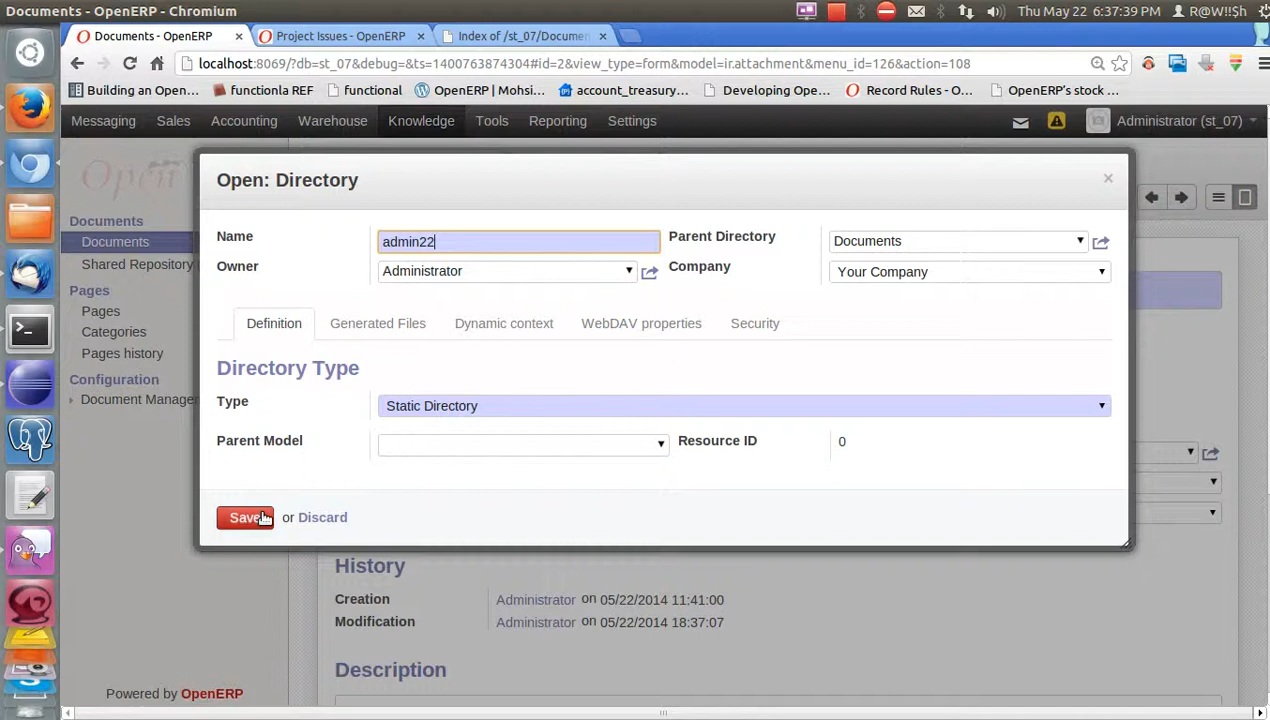 Documents - OpenERP - Chromium
Thu May 22 6:37:39 PM
R@W!!$h
Documents - OpenERP
Project Issues - OpenERP
Index of /st_07/Documen
localhost:8069/?db=st_07&debug=&ts=1400763874304#id=2&view_type=form&model=ir.attachment&menu_id=126&action=108
Building an Open...
functionla REF
functional
OpenERP | Mohsi...
account_treasury...
Developing Ope...
Record Rules - O...
OpenERP's stock
Messaging Sales Accounting Warehouse Knowledge Tools Reporting Settings
Administrator (st_07)
Open
Documents
Documents
Shared Repository
Pages
Pages
Categories
Pages history
Configuration
Document Manager
Powered by OpenERP
Open: Directory
×
Name admin22
Parent Directory Documents
Owner Administrator
Company Your Company
Definition Generated Files Dynamic context WebDAV properties Security
Directory Type
Type Static Directory
Parent Model
Resource ID 0
Save or Discard
History
Creation Administrator on 05/22/2014 11:41:00
Modification Administrator on 05/22/2014 18:37:07
Description